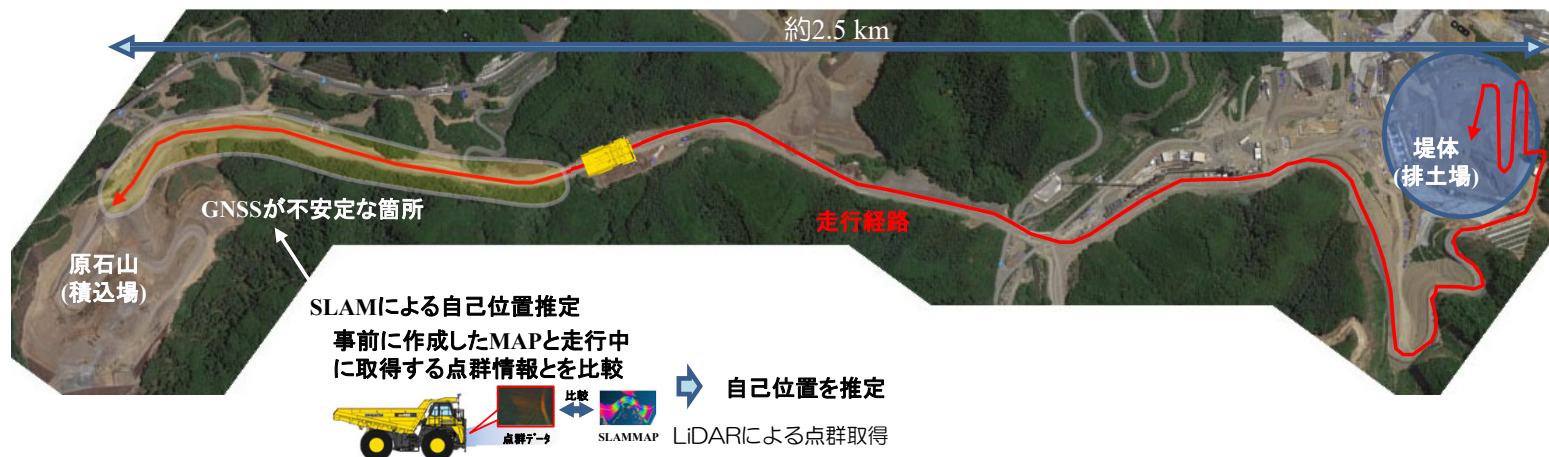 約2.5 km
堤体
(排土場)
GNSSが不安定な箇所
走行経路
原石山
(積込場)
SLAMによる自己位置推定
事前に作成したMAPと走行中
に取得する点群情報とを比較
自己位置を推定
比較
点群データ
SLAMMAP
LiDARによる点群取得